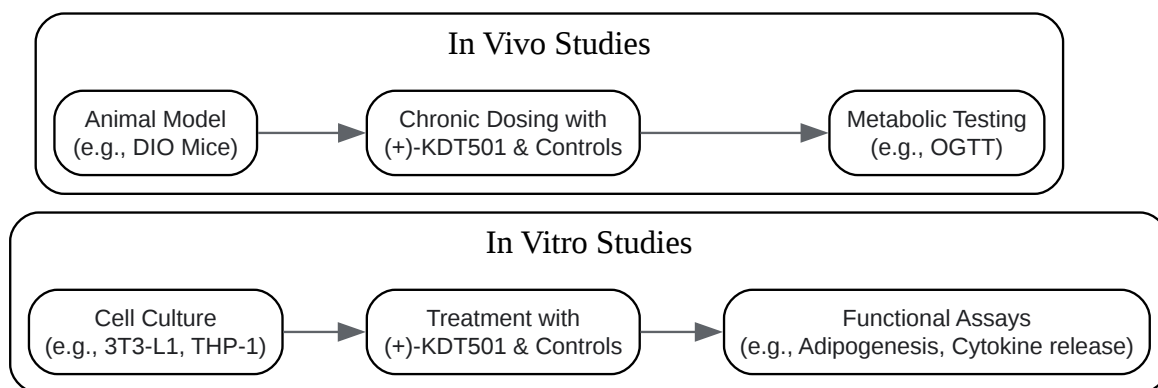 In Vivo Studies
Animal Model
(e.g., DIO Mice)
Chronic Dosing with
(+)-KDT501 & Controls
Metabolic Testing
(e.g., OGTT)
In Vitro Studies
Cell Culture
(e.g., 3T3-L1, THP-1)
Treatment with
(+)-KDT501 & Controls
Functional Assays
(e.g., Adipogenesis, Cytokine release)